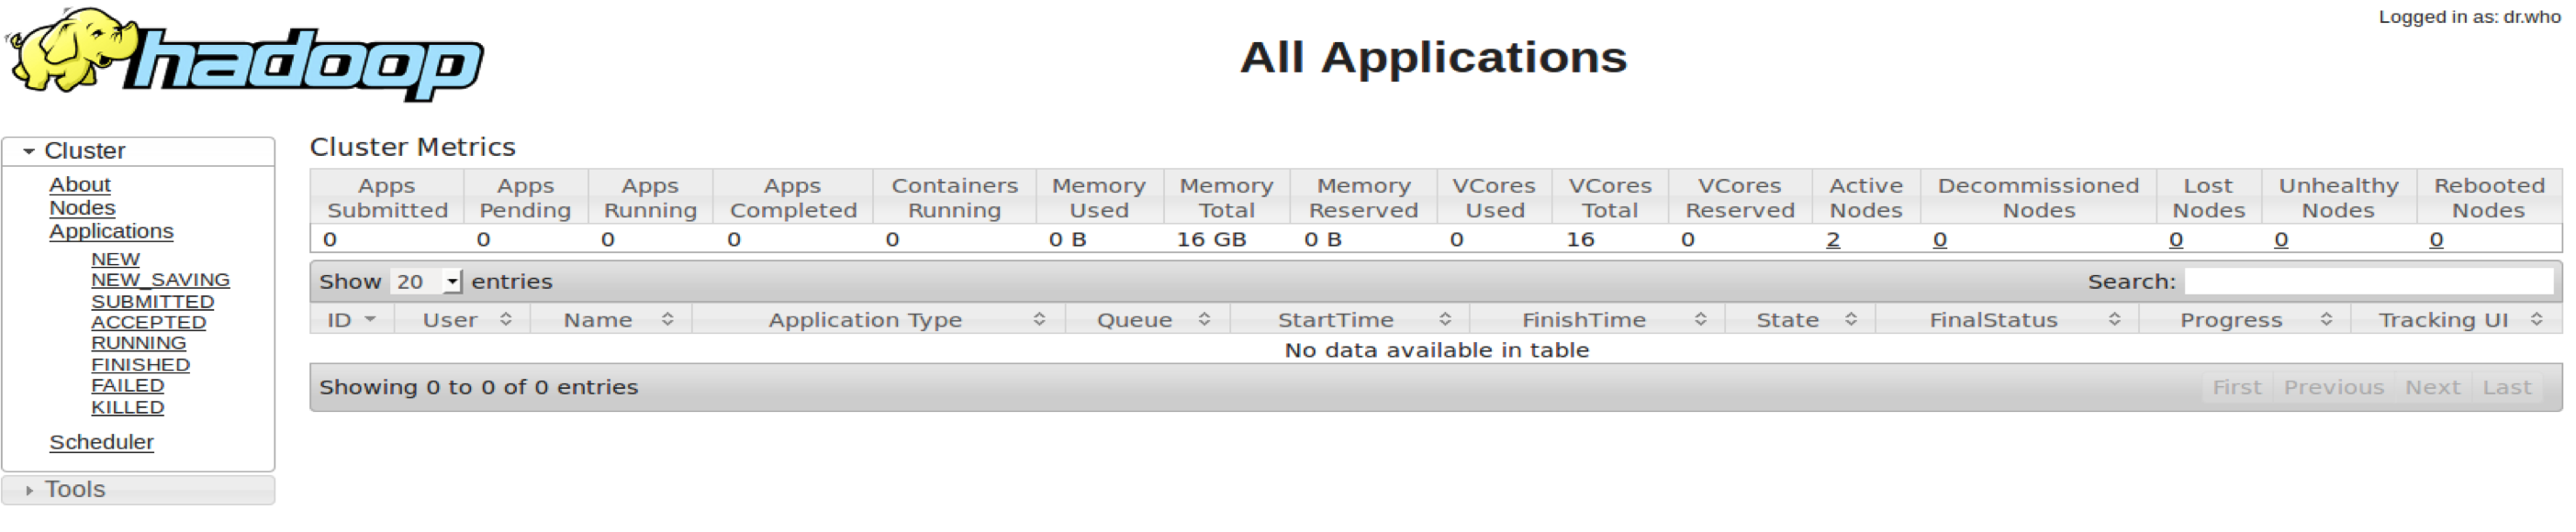 hadoop
Logged in as: dr.who
All Applications
Cluster
About
Nodes
Applications
NEW
NEW_SAVING
SUBMITTED
ACCEPTED
RUNNING
FINISHED
FAILED
KILLED
Scheduler
Tools
Cluster Metrics
Apps Submitted Apps Pending Apps Running Apps Completed Containers Running Memory Used Memory Total Memory Reserved VCores Used VCores Total VCores Reserved Active Nodes Decommissioned Nodes Lost Nodes Unhealthy Nodes Rebooted Nodes
0 0 0 0 0 0 B 16 GB 0 B 0 16 0 2 0 0 0 0
Show 20 entries Search:
ID User Name Application Type Queue StartTime FinishTime State FinalStatus Progress Tracking UI
No data available in table
Showing 0 to 0 of 0 entries First Previous Next Last